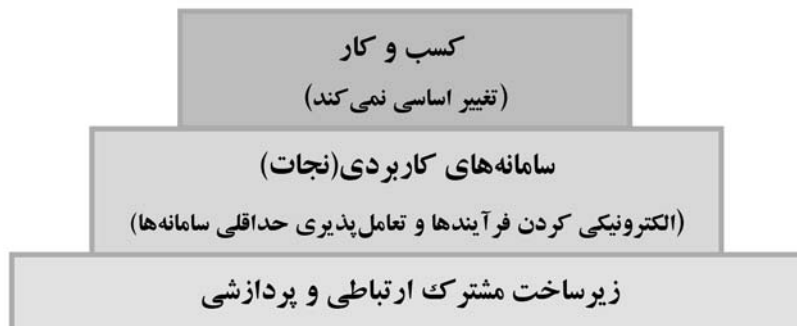 کسب و کار
(تغییر اساسی نمی‌کند)
سامانه‌های کاربردی(نجات)
(الکترونیکی کردن فرآیندها و تعامل‌پذیری حداقلی سامانه‌ها)
زیرساخت مشترک ارتباطی و پردازشی